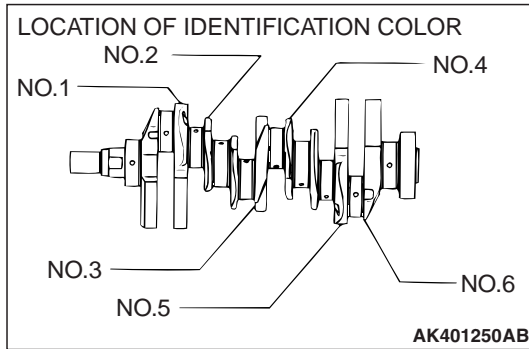 LOCATION OF IDENTIFICATION COLOR
NO.2
NO.4
NO.1
NO.3
NO.6
NO.5
AK401250AB